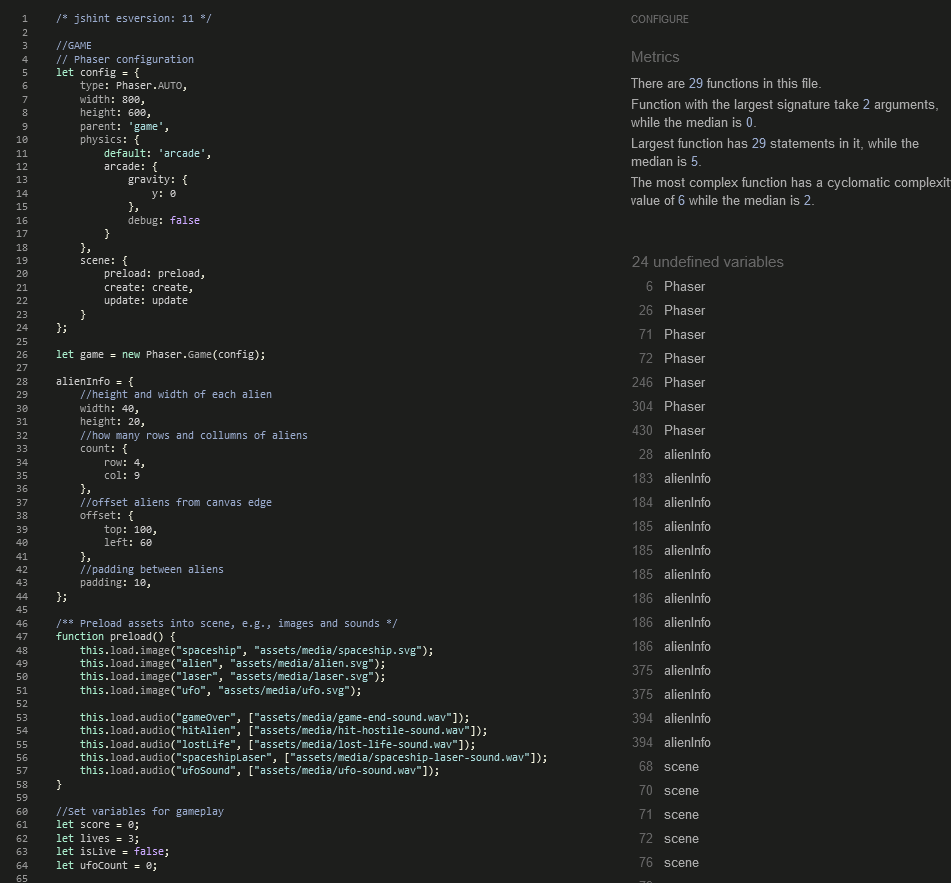 1 /* jshint esversion: 11 */
2
3 //GAME
4 // Phaser configuration
5 let config = {
6 type: Phaser.AUTO,
7 width: 800,
8 height: 600,
9 parent: 'game',
10 physics: {
11 default: 'arcade',
12 arcade: {
13 gravity: {
14 y: 0
15 },
16 debug: false
17 }
18 },
19 scene: {
20 preload: preload,
21 create: create,
22 update: update
23 }
24 };
25
26 let game = new Phaser.Game(config);
27
28 alienInfo = {
29 //height and width of each alien
30 width: 40,
31 height: 20,
32 //how many rows and collumns of aliens
33 count: {
34 row: 4,
35 col: 9
36 },
37 //offset aliens from canvas edge
38 offset: {
39 top: 100,
40 left: 60
41 },
42 //padding between aliens
43 padding: 10,
44 };
45
46 /** Preload assets into scene, e.g., images and sounds */
47 function preload() {
48 this.load.image("spaceship", "assets/media/spaceship.svg");
49 this.load.image("alien", "assets/media/alien.svg");
50 this.load.image("laser", "assets/media/laser.svg");
51 this.load.image("ufo", "assets/media/ufo.svg");
52
53 this.load.audio("gameOver", ["assets/media/game-end-sound.wav"]);
54 this.load.audio("hitAlien", ["assets/media/hit-hostile-sound.wav"]);
55 this.load.audio("lostLife", ["assets/media/lost-life-sound.wav"]);
56 this.load.audio("spaceshipLaser", ["assets/media/spaceship-laser-sound.wav"]);
57 this.load.audio("ufoSound", ["assets/media/ufo-sound.wav"]);
58 }
59
60 //Set variables for gameplay
61 let score = 0;
62 let lives = 3;
63 let isLive = false;
64 let ufoCount = 0;
65
CONFIGURE
Metrics
There are 29 functions in this file.
Function with the largest signature take 2 arguments,
while the median is 0.
Largest function has 29 statements in it, while the
median is 5.
The most complex function has a cyclomatic complexit
value of 6 while the median is 2.
24 undefined variables
6 Phaser
26 Phaser
71 Phaser
72 Phaser
246 Phaser
304 Phaser
430 Phaser
28 alienInfo
183 alienInfo
184 alienInfo
185 alienInfo
185 alienInfo
185 alienInfo
186 alienInfo
186 alienInfo
186 alienInfo
375 alienInfo
375 alienInfo
394 alienInfo
394 alienInfo
68 scene
70 scene
71 scene
72 scene
76 scene